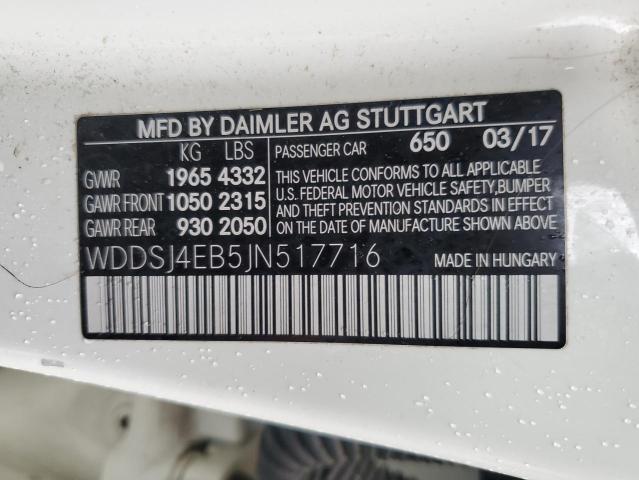 MFD BY DAIMLER AG STUTTGART
KG LBS PASSENGER CAR 650 03/17
GVWR 1965 4332 THIS VEHICLE CONFORMS TO ALL APPLICABLE
GAWR FRONT 1050 2315 U.S. FEDERAL MOTOR VEHICLE SAFETY, BUMPER
AND THEFT PREVENTION STANDARDS IN EFFECT
GAWR REAR 930 2050 ON THE DATE OF MANUFACTURE SHOWN ABOVE.
WDDSJ4EB5JN517716 MADE IN HUNGARY